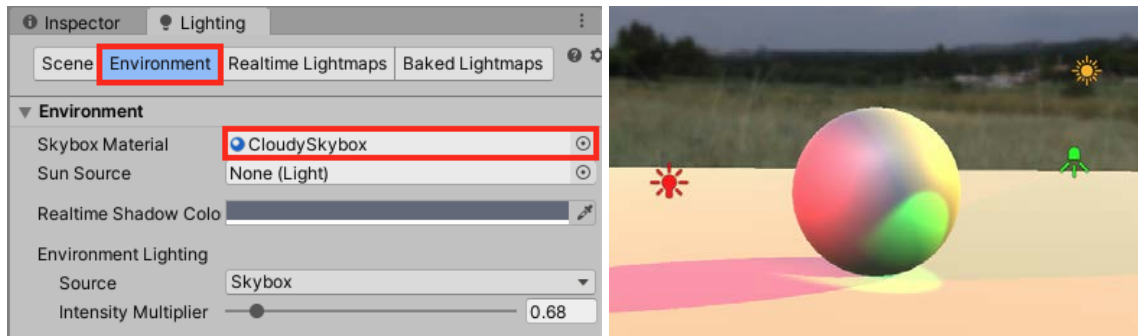 Inspector
Lighting
Scene
Environment
Realtime Lightmaps
Baked Lightmaps
Environment
Skybox Material
CloudySkybox
Sun Source
None (Light)
Realtime Shadow Colo
Environment Lighting
Source
Skybox
Intensity Multiplier
0.68